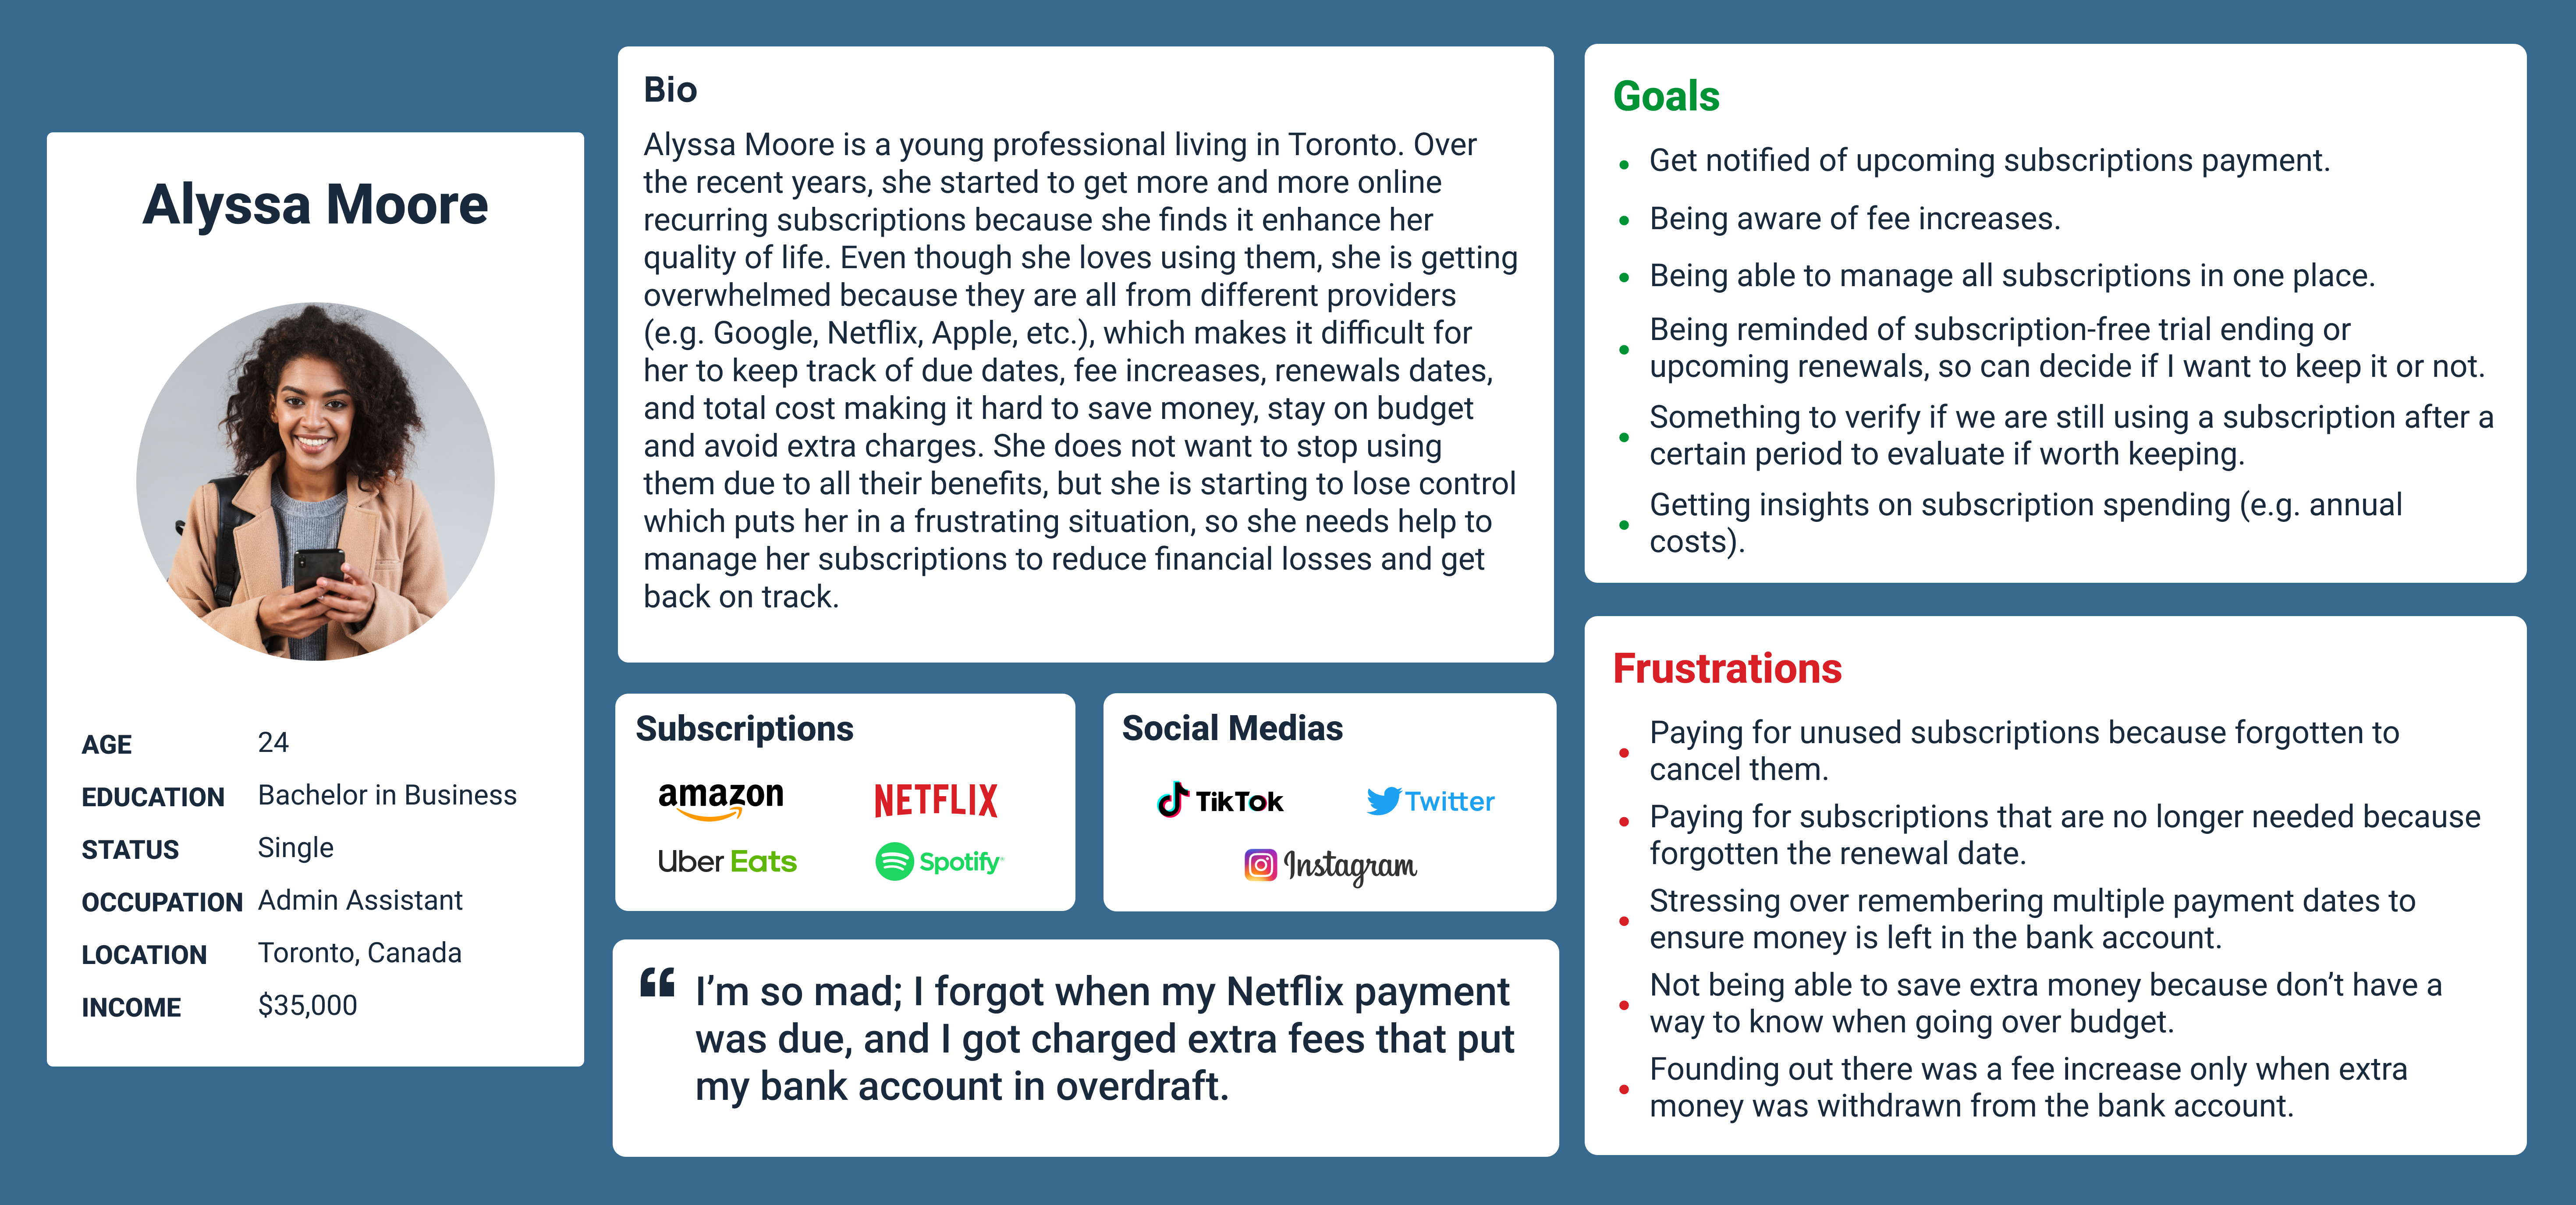 Alyssa Moore
AGE 24
EDUCATION Bachelor in Business
STATUS Single
OCCUPATION Admin Assistant
LOCATION Toronto, Canada
INCOME $35,000
Bio
Alyssa Moore is a young professional living in Toronto. Over
the recent years, she started to get more and more online
recurring subscriptions because she finds it enhance her
quality of life. Even though she loves using them, she is getting
overwhelmed because they are all from different providers
(e.g. Google, Netflix, Apple, etc.), which makes it difficult for
her to keep track of due dates, fee increases, renewals dates,
and total cost making it hard to save money, stay on budget
and avoid extra charges. She does not want to stop using
them due to all their benefits, but she is starting to lose control
which puts her in a frustrating situation, so she needs help to
manage her subscriptions to reduce financial losses and get
back on track.
Subscriptions
amazon NETFLIX
Uber Eats Spotify
Social Medias
TikTok Twitter
Instagram
“ I’m so mad; I forgot when my Netflix payment
was due, and I got charged extra fees that put
my bank account in overdraft.
Goals
• Get notified of upcoming subscriptions payment.
• Being aware of fee increases.
• Being able to manage all subscriptions in one place.
• Being reminded of subscription-free trial ending or
upcoming renewals, so can decide if I want to keep it or not.
• Something to verify if we are still using a subscription after a
certain period to evaluate if worth keeping.
• Getting insights on subscription spending (e.g. annual
costs).
Frustrations
• Paying for unused subscriptions because forgotten to
cancel them.
• Paying for subscriptions that are no longer needed because
forgotten the renewal date.
• Stressing over remembering multiple payment dates to
ensure money is left in the bank account.
• Not being able to save extra money because don’t have a
way to know when going over budget.
• Founding out there was a fee increase only when extra
money was withdrawn from the bank account.